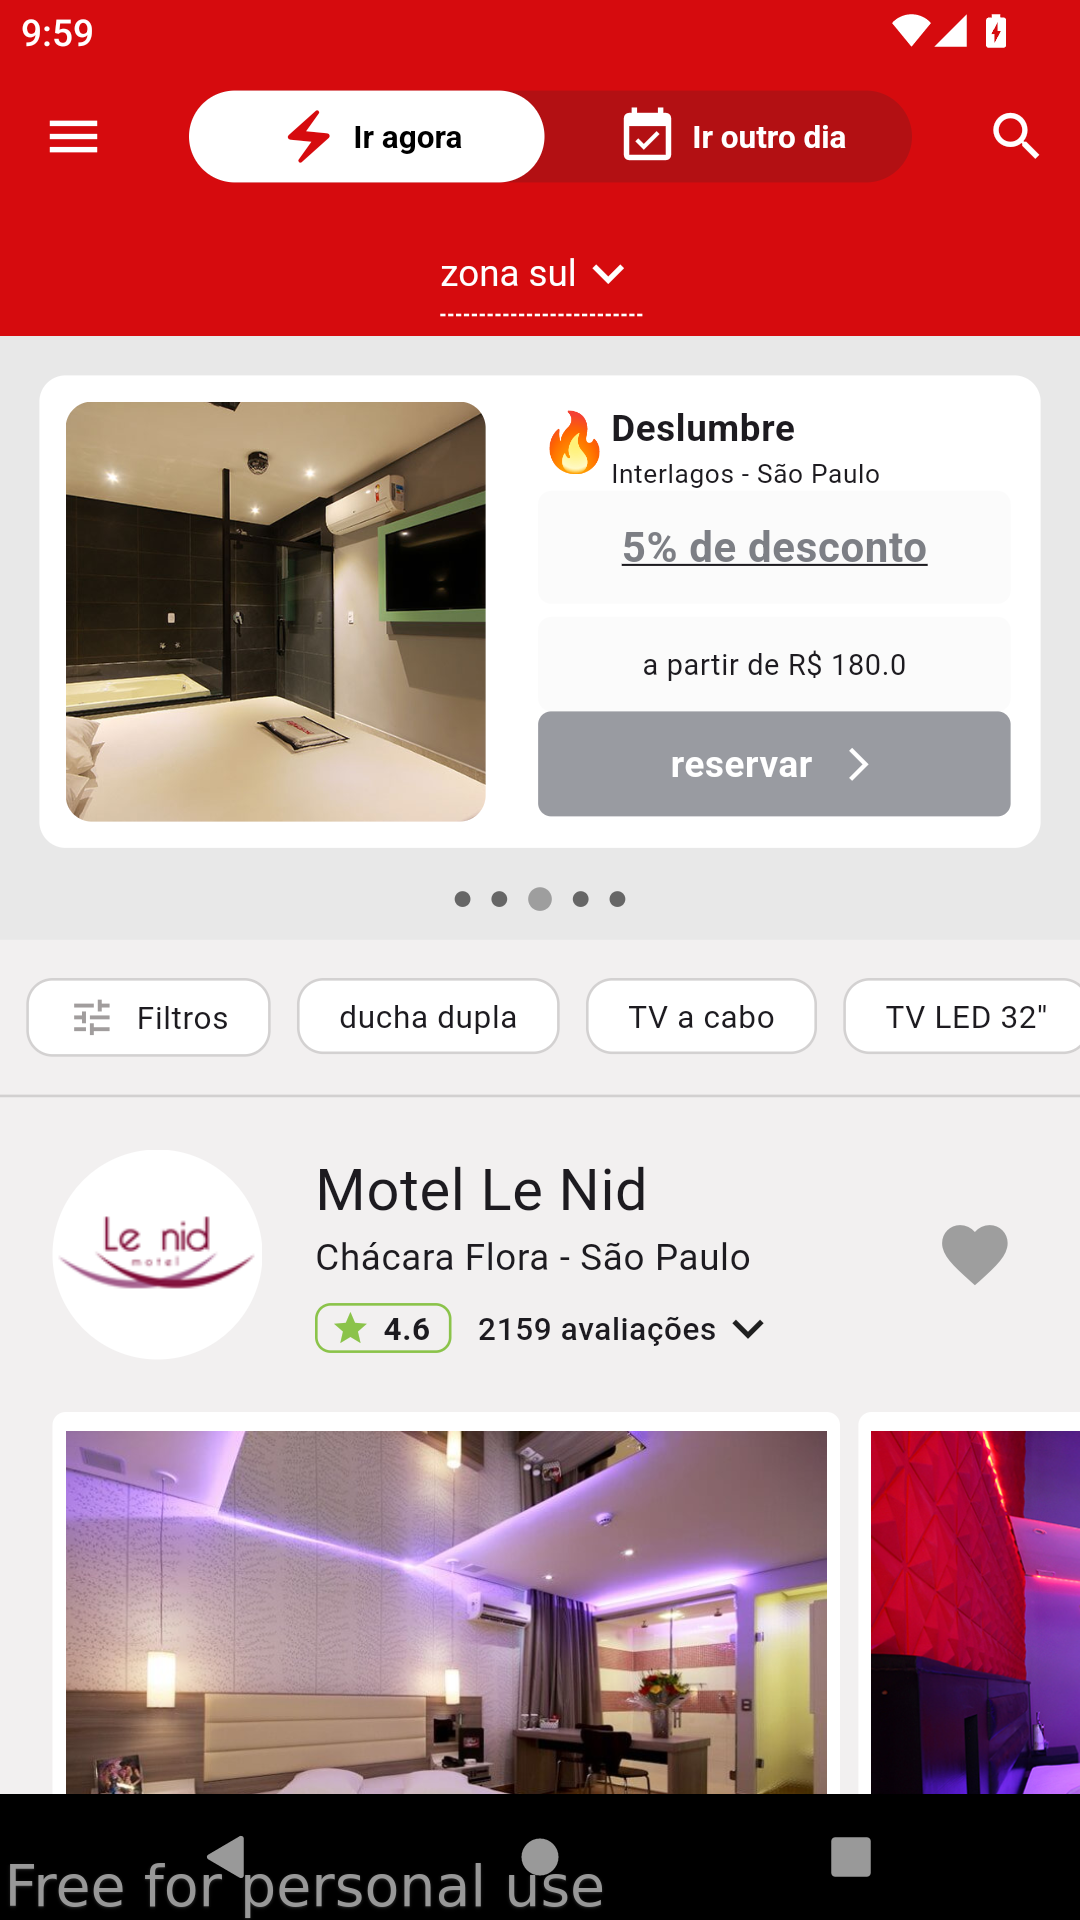 9:59
Ir agora
Ir outro dia
zona sul
Deslumbre
Interlagos - São Paulo
5% de desconto
a partir de R$ 180.0
reservar
Filtros
ducha dupla
TV a cabo
TV LED 32"
Le nid
motel
Motel Le Nid
Chácara Flora - São Paulo
4.6
2159 avaliações
Free for personal use